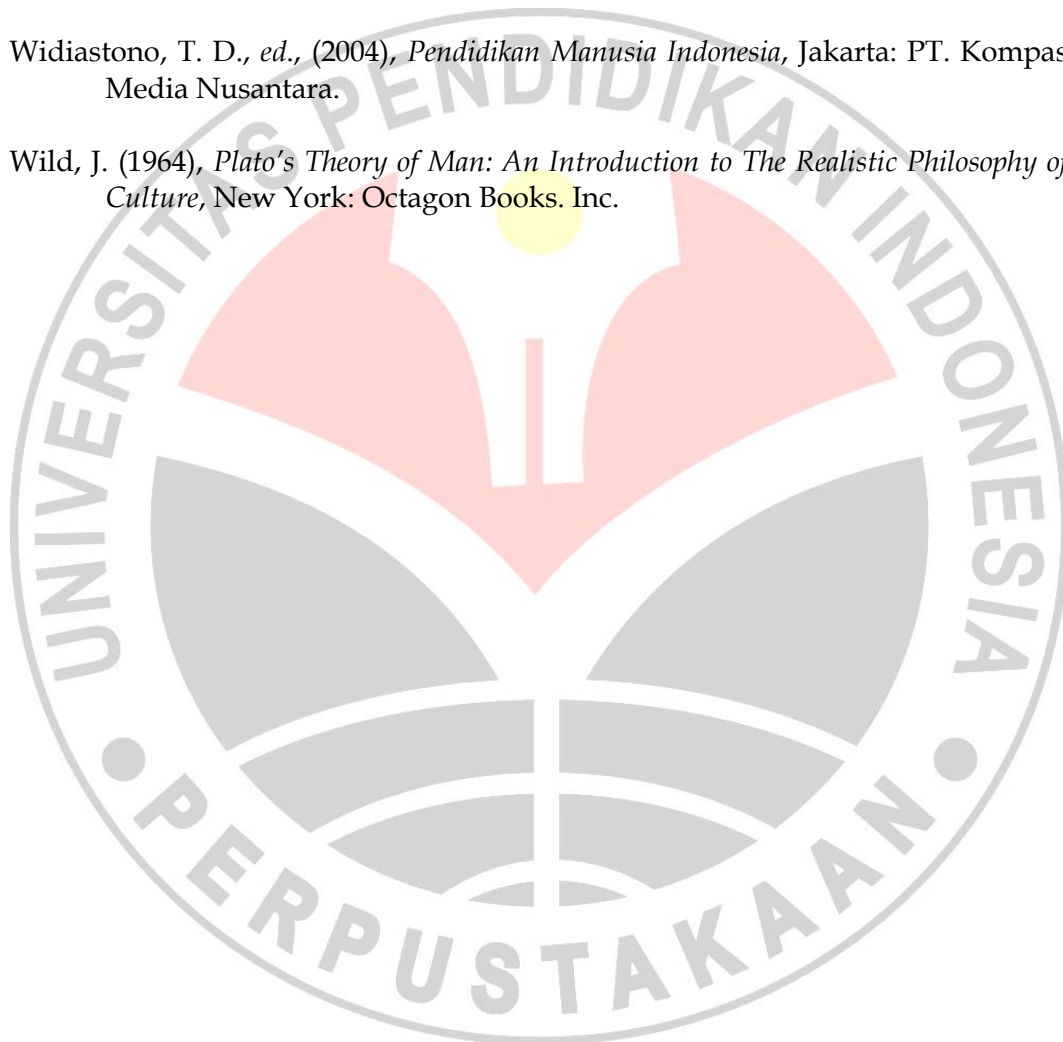 Widiastono, T. D., ed., (2004), Pendidikan Manusia Indonesia, Jakarta: PT. Kompas
Media Nusantara.
Wild, J. (1964), Plato's Theory of Man: An Introduction to The Realistic Philosophy of
Culture, New York: Octagon Books. Inc.
UNIVERSITAS PENDIDIKAN INDONESIA
PERPUSTAKAAN